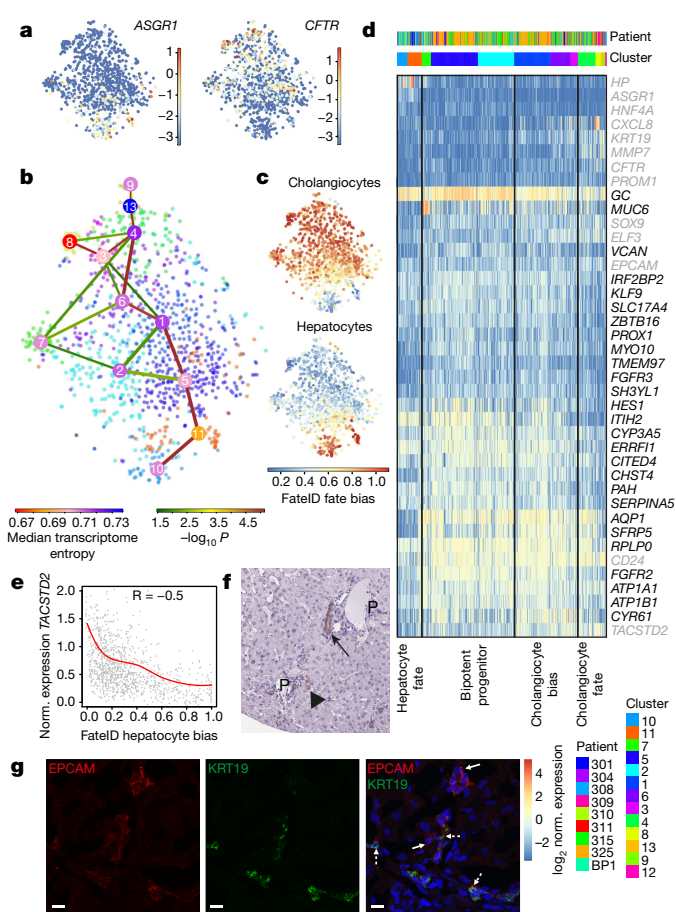 a
ASGR1
1
0
−1
−2
−3
CFTR
1
0
−1
−2
−3
b
9
13
8
4
3
6
1
7
2
5
11
10
0.67 0.69 0.71 0.73
Median transcriptome
entropy
1.5 2.5 3.5 4.5
−log10 P
c
Cholangiocytes
Hepatocytes
0.2 0.4 0.6 0.8 1.0
FateID fate bias
d
Patient
Cluster
HP
ASGR1
HNF4A
CXCL8
KRT19
MMP7
CFTR
PROM1
GC
MUC6
SOX9
ELF3
VCAN
EPCAM
IRF2BP2
KLF9
SLC17A4
ZBTB16
PROX1
MYO10
TMEM97
FGFR3
SH3YL1
HES1
ITIH2
CYP3A5
ERRFI1
CITED4
CHST4
PAH
SERPINA5
AQP1
SFRP5
RPLP0
CD24
FGFR2
ATP1A1
ATP1B1
CYR61
TACSTD2
Hepatocyte
fate
Bipotent
progenitor
Cholangiocyte
bias
Cholangiocyte
fate
e
Norm. expression TACSTD2
2.0
1.5
1.0
0.5
0.0
R = −0.5
0.0 0.2 0.4 0.6 0.8 1.0
FateID hepatocyte bias
f
P
P
g
EPCAM
KRT19
EPCAM
KRT19
4
2
0
−2
log2 norm. expression
Patient
301
304
308
309
310
311
315
325
BP1
Cluster
10
11
7
5
2
1
6
3
4
8
13
9
12